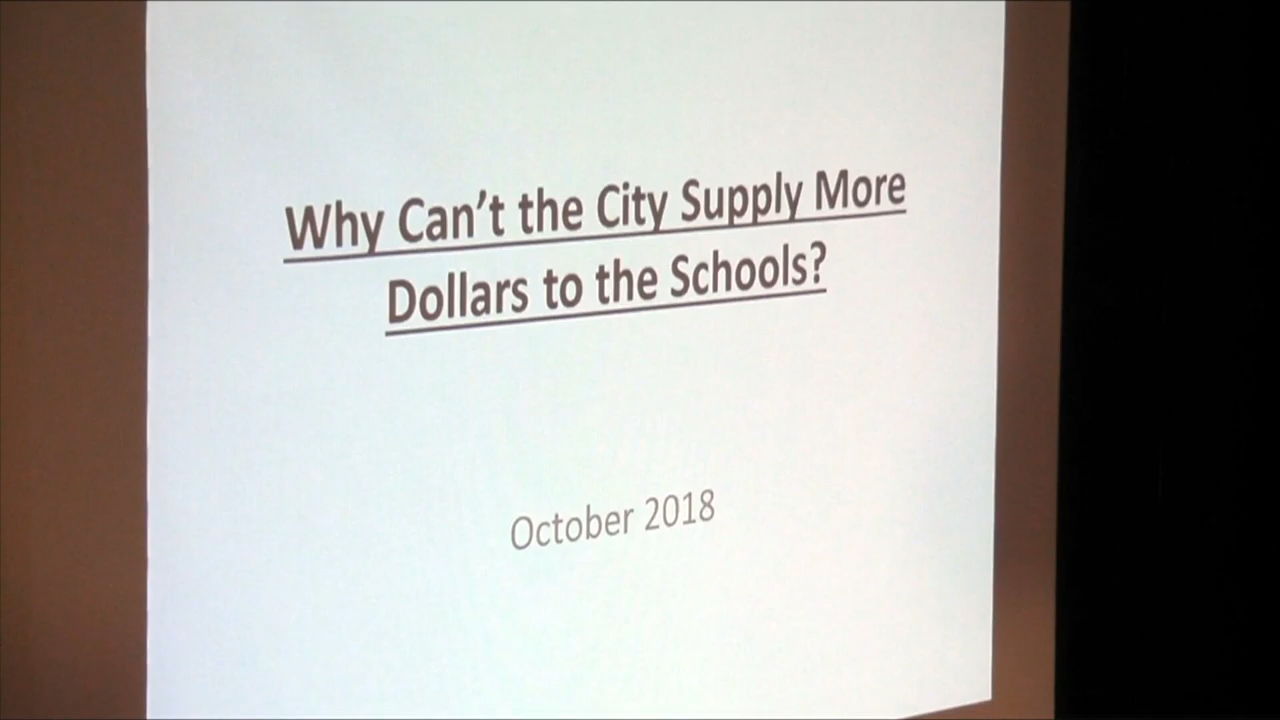 Why Can't the City Supply More
Dollars to the Schools?
October 2018